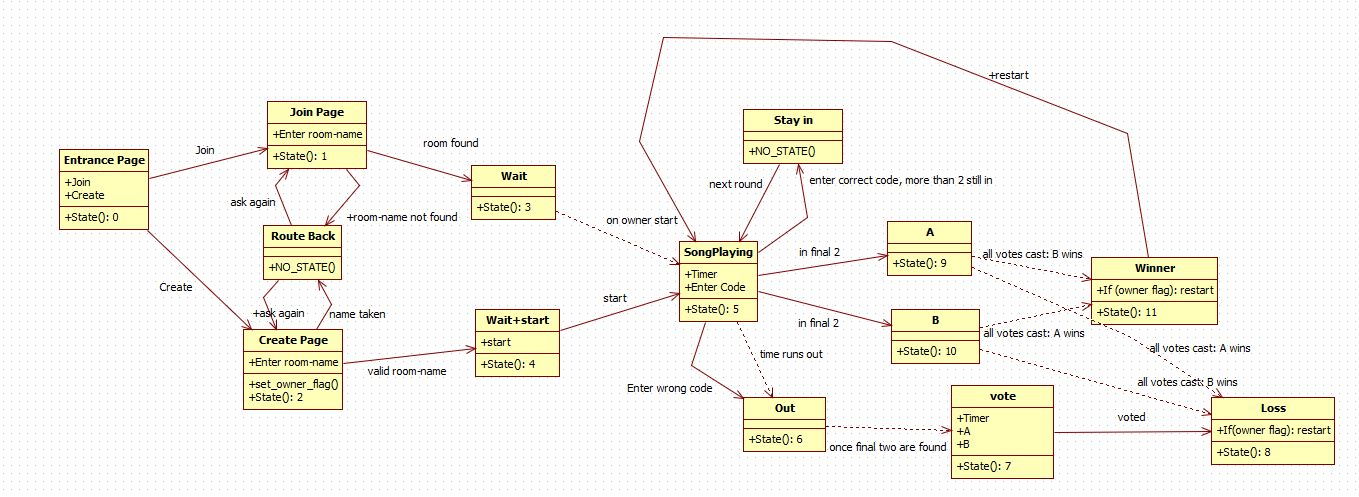 +restart
Join Page
+Enter room-name
+State(): 1
Stay in
+NO_STATE()
Join
room found
Entrance Page
+Join
+Create
+State(): 0
Wait
+State(): 3
next round
enter correct code, more than 2 still in
ask again
+room-name not found
on owner start
Route Back
+NO_STATE()
SongPlaying
+Timer
+Enter Code
+State(): 5
in final 2
A
+State(): 9
all votes cast: B wins
Winner
+If (owner flag): restart
+State(): 11
Create
+ask again
name taken
start
Wait+start
+start
+State(): 4
in final 2
B
+State(): 10
all votes cast: A wins
all votes cast: A wins
Create Page
+Enter room-name
+set_owner_flag()
+State(): 2
valid room-name
time runs out
Enter wrong code
all votes cast: B wins
Out
+State(): 6
once final two are found
vote
+Timer
+A
+B
+State(): 7
voted
Loss
+If(owner flag): restart
+State(): 8